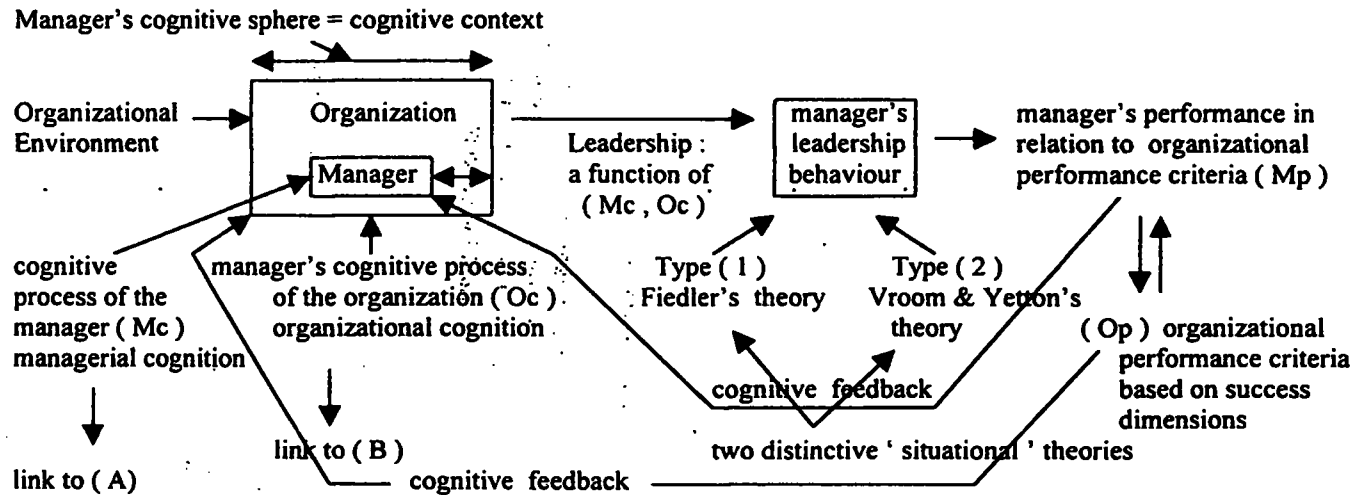 Manager's cognitive sphere = cognitive context
Organizational
Environment
Organization
Manager
Leadership :
a function of
( Mc , Oc )
manager's
leadership
behaviour
manager's performance in
relation to organizational
performance criteria ( Mp )
cognitive
process of the
manager ( Mc )
managerial cognition
manager's cognitive process
of the organization ( Oc )
organizational cognition
Type ( 1 )
Fiedler's theory
Type ( 2 )
Vroom & Yetton's
theory
( Op ) organizational
performance criteria
based on success
dimensions
cognitive feedback
two distinctive ' situational ' theories
link to ( A )
link to ( B )
cognitive feedback